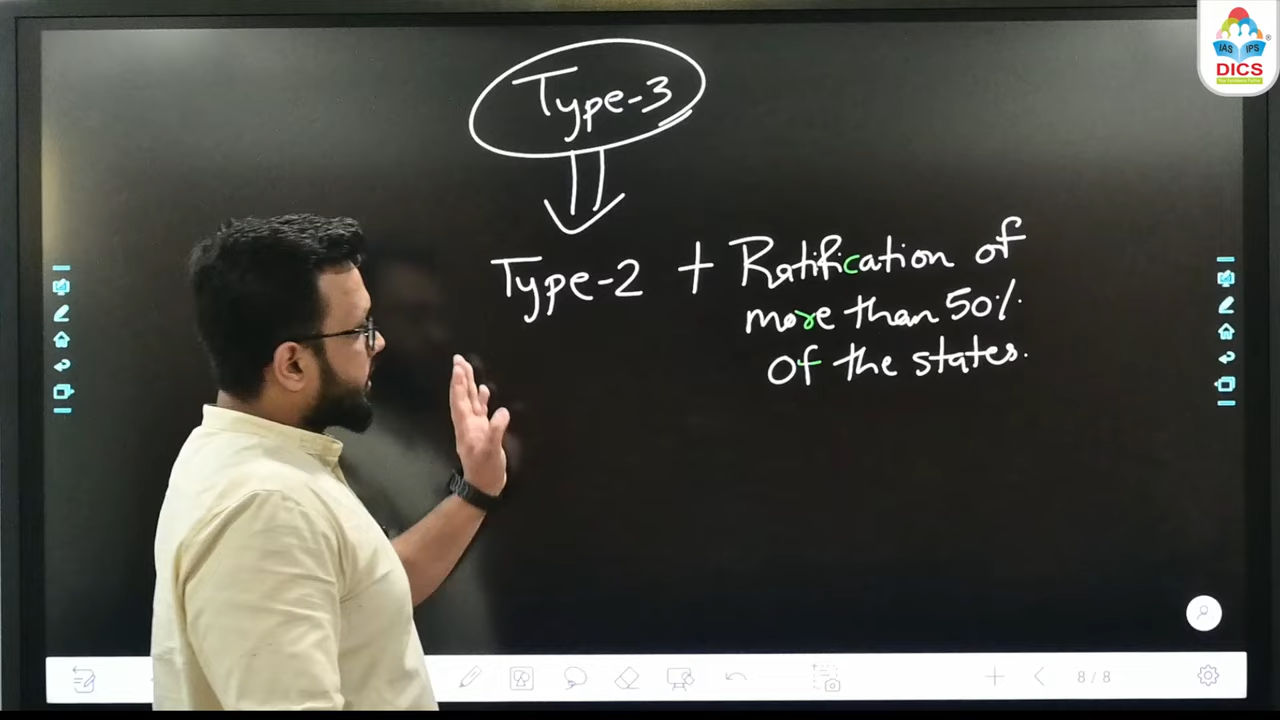 IAS IPS
DICS
Type-3
Type-2 + Ratification of
more than 50%
of the states.
8/8